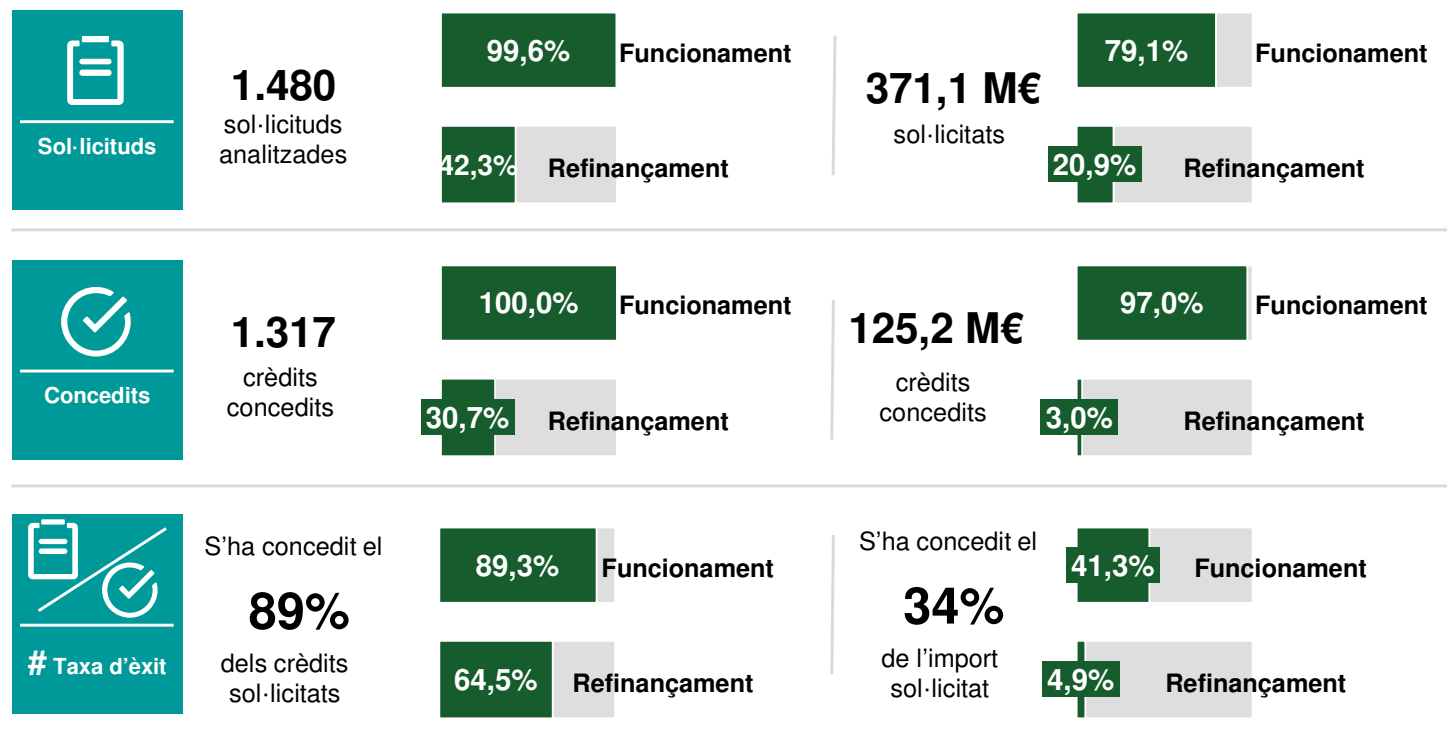 Sol·licituds
1.480
sol·licituds
analitzades
99,6% Funcionament
42,3% Refinançament
371,1 M€
sol·licitats
79,1% Funcionament
20,9% Refinançament
Concedits
1.317
crèdits
concedits
100,0% Funcionament
30,7% Refinançament
125,2 M€
crèdits
concedits
97,0% Funcionament
3,0% Refinançament
# Taxa d’èxit
S’ha concedit el
89%
dels crèdits
sol·licitats
89,3% Funcionament
64,5% Refinançament
S’ha concedit el
34%
de l’import
sol·licitat
41,3% Funcionament
4,9% Refinançament